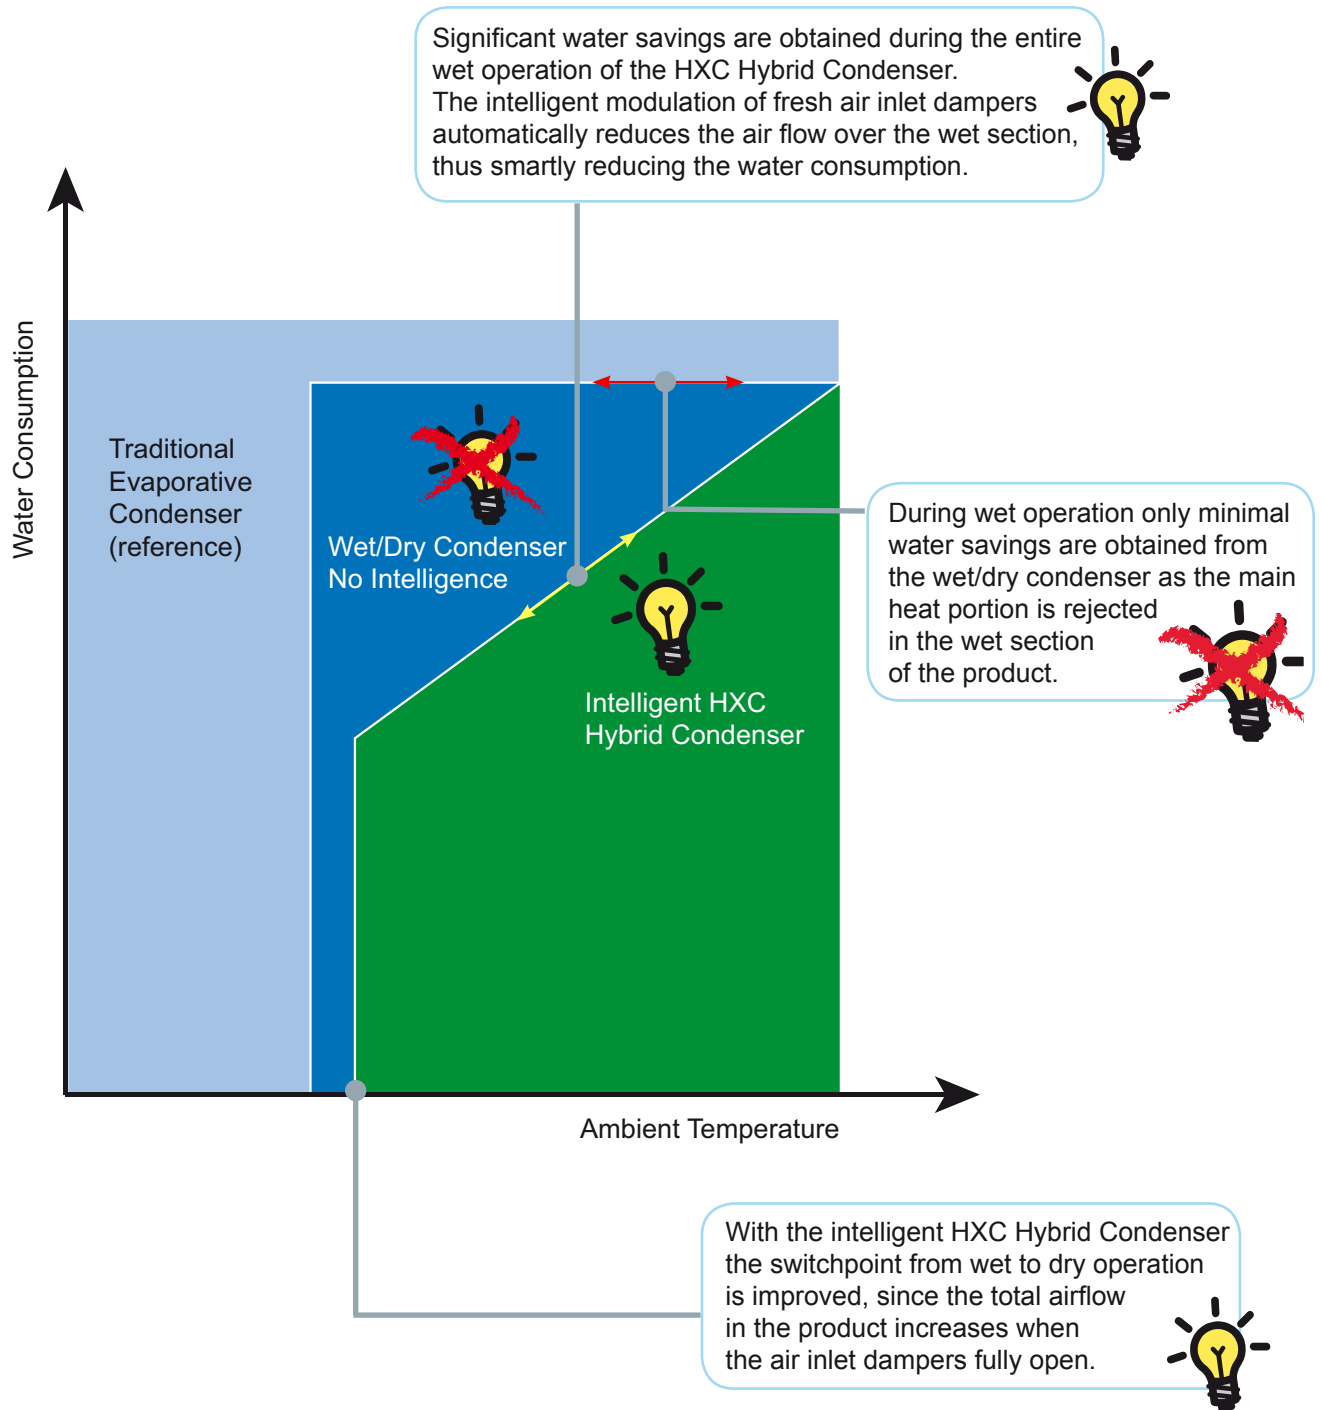 Significant water savings are obtained during the entire
wet operation of the HXC Hybrid Condenser.
The intelligent modulation of fresh air inlet dampers
automatically reduces the air flow over the wet section,
thus smartly reducing the water consumption.
Water Consumption
Traditional
Evaporative
Condenser
(reference)
Wet/Dry Condenser
No Intelligence
During wet operation only minimal
water savings are obtained from
the wet/dry condenser as the main
heat portion is rejected
in the wet section
of the product.
Intelligent HXC
Hybrid Condenser
Ambient Temperature
With the intelligent HXC Hybrid Condenser
the switchpoint from wet to dry operation
is improved, since the total airflow
in the product increases when
the air inlet dampers fully open.